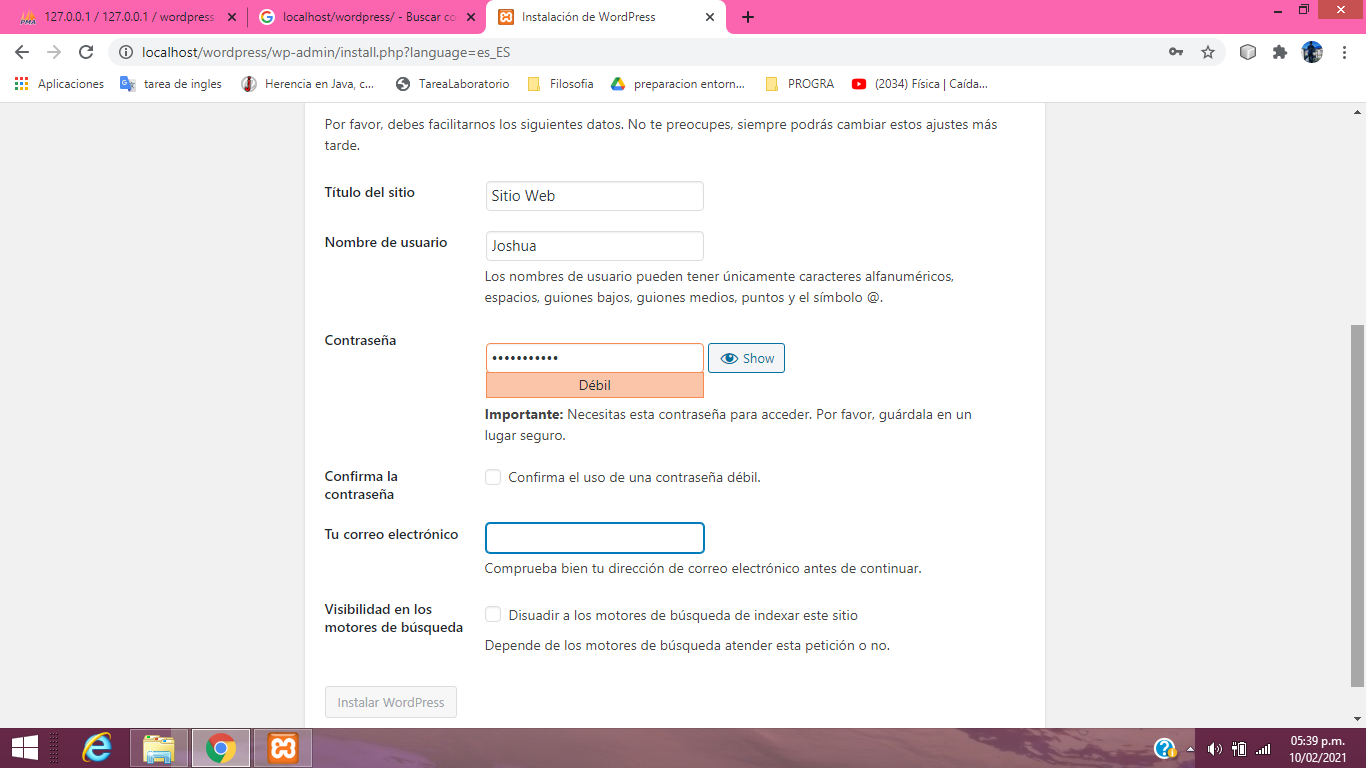 127.0.0.1 / 127.0.0.1 / wordpress
localhost/wordpress/ - Buscar co
Instalación de WordPress
localhost/wordpress/wp-admin/install.php?language=es_ES
Aplicaciones
tarea de ingles
Herencia en Java, c...
TareaLaboratorio
Filosofia
preparacion entorn...
PROGRA
(2034) Física | Caída...
Por favor, debes facilitarnos los siguientes datos. No te preocupes, siempre podrás cambiar estos ajustes más
tarde.
Título del sitio
Sitio Web
Nombre de usuario
Joshua
Los nombres de usuario pueden tener únicamente caracteres alfanuméricos,
espacios, guiones bajos, guiones medios, puntos y el símbolo @.
Contraseña
•••••••••••
Show
Débil
Importante: Necesitas esta contraseña para acceder. Por favor, guárdala en un
lugar seguro.
Confirma la
contraseña
Confirma el uso de una contraseña débil.
Tu correo electrónico
Comprueba bien tu dirección de correo electrónico antes de continuar.
Visibilidad en los
motores de búsqueda
Disuadir a los motores de búsqueda de indexar este sitio
Depende de los motores de búsqueda atender esta petición o no.
Instalar WordPress
05:39 p.m.
10/02/2021